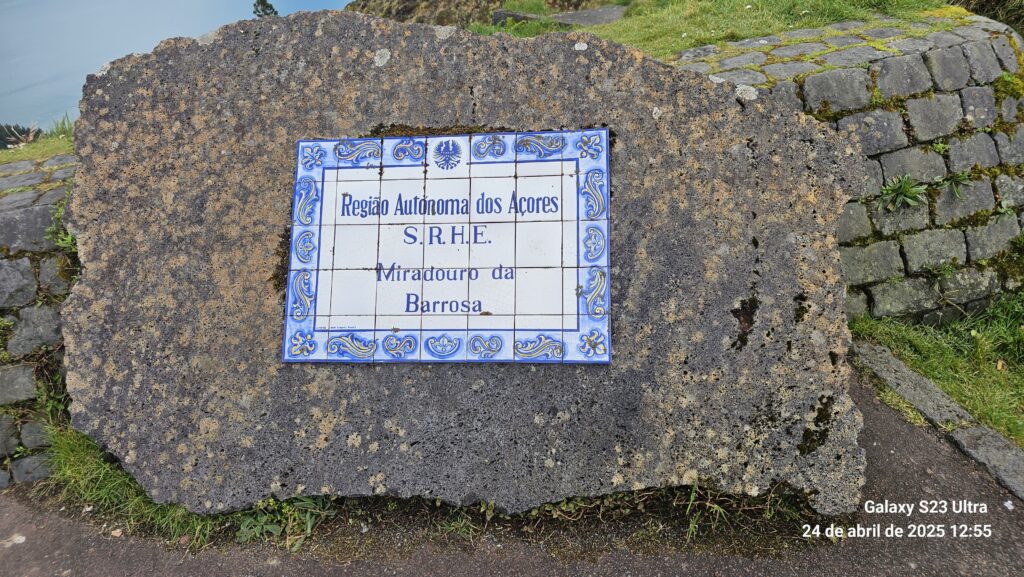 Região Autónoma dos Açores
S.R.H.E.
Miradouro da
Barrosa
Galaxy S23 Ultra
24 de abril de 2025 12:55